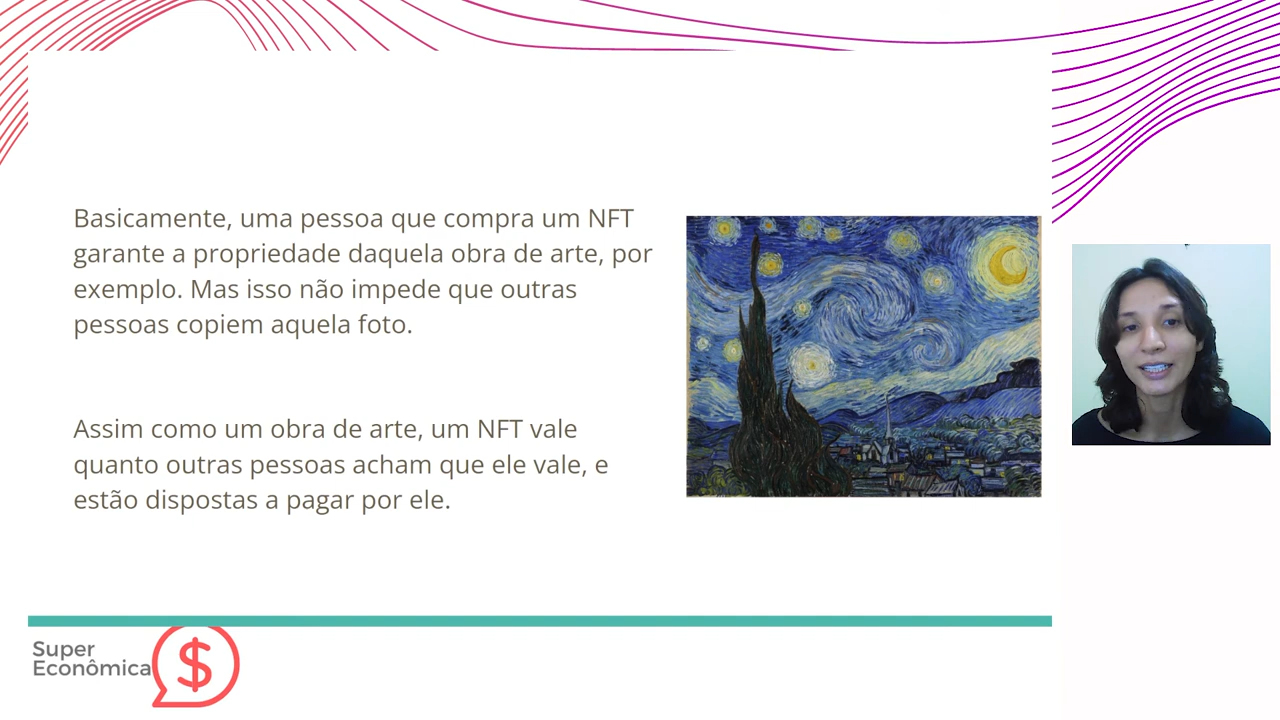 Basicamente, uma pessoa que compra um NFT
garante a propriedade daquela obra de arte, por
exemplo. Mas isso não impede que outras
pessoas copiem aquela foto.
Assim como um obra de arte, um NFT vale
quanto outras pessoas acham que ele vale, e
estão dispostas a pagar por ele.
Super
Econômica
$